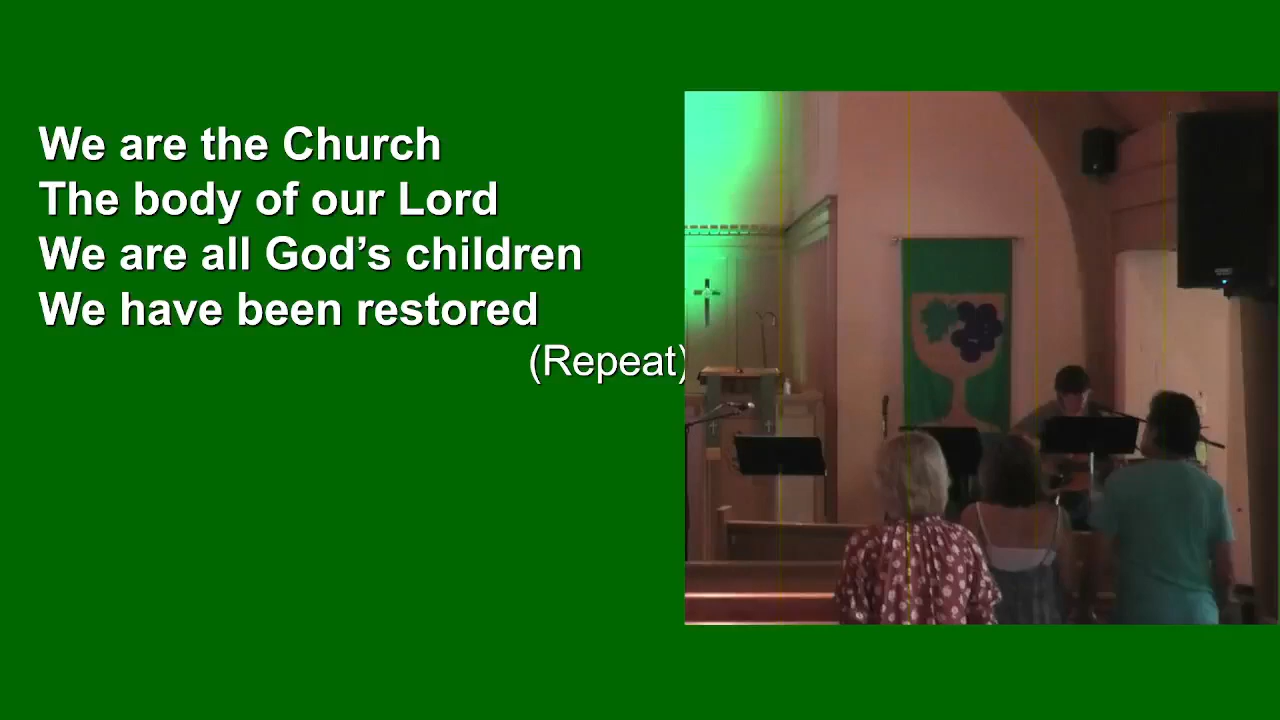 We are the Church
The body of our Lord
We are all God’s children
We have been restored
(Repeat)